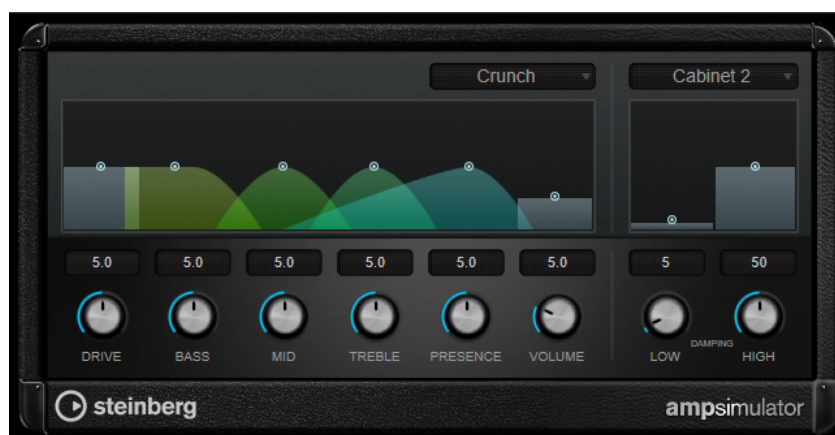 Crunch Cabinet 2
5.0 5.0 5.0 5.0 5.0 5.0 5 50
DRIVE BASS MID TREBLE PRESENCE VOLUME LOW DAMPING HIGH
steinberg ampsimulator